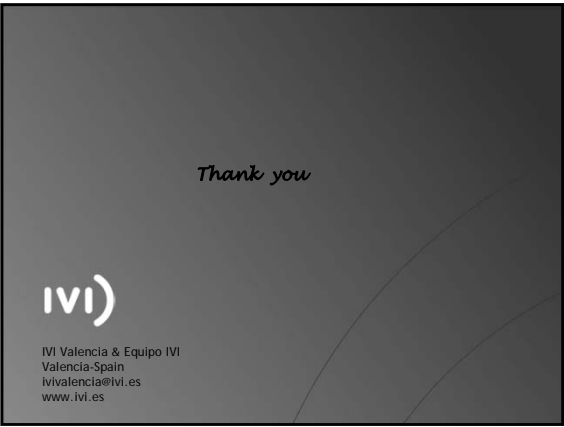 Thank you
IVI)
IVI Valencia & Equipo IVI
Valencia-Spain
ivivalencia@ivi.es
www.ivi.es